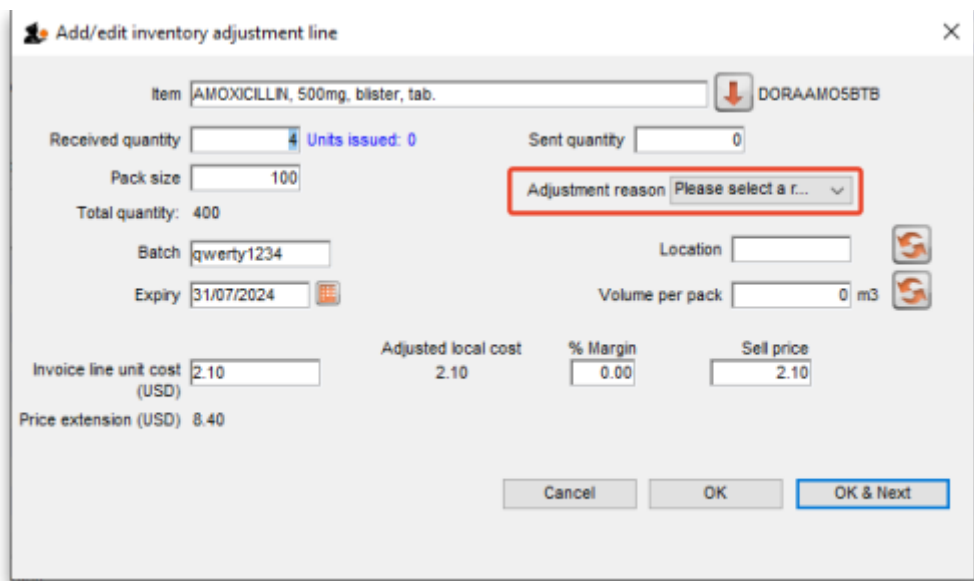 Add/edit inventory adjustment line
Item AMOXICILLIN, 500mg, blister, tab. DORAAMO5BTB
Received quantity 4 Units issued: 0 Sent quantity 0
Pack size 100
Adjustment reason Please select a r...
Total quantity: 400
Batch qwerty1234 Location
Expiry 31/07/2024 Volume per pack 0 m3
Adjusted local cost % Margin Sell price
Invoice line unit cost 2.10 2.10 0.00 2.10
(USD)
Price extension (USD) 8.40
Cancel OK OK & Next